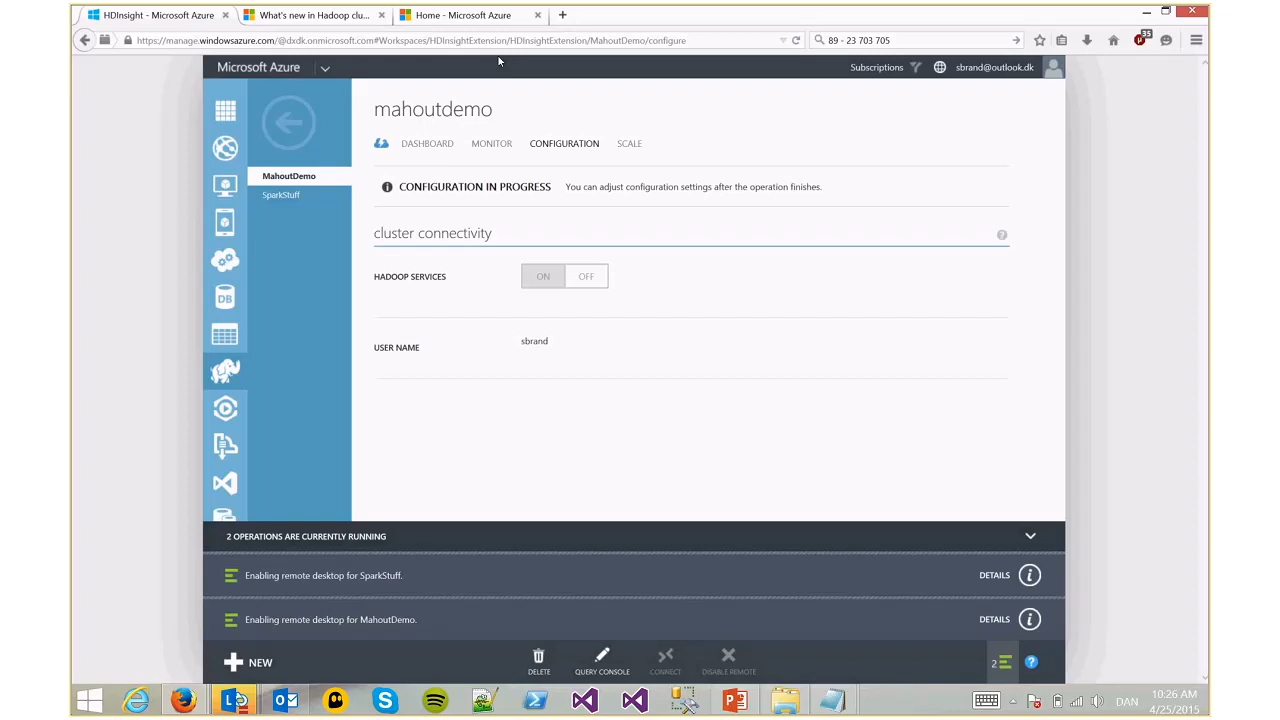 HDInsight - Microsoft Azure
What's new in Hadoop clu...
Home - Microsoft Azure
https://manage.windowsazure.com/@dxdk.onmicrosoft.com#Workspaces/HDInsightExtension/HDInsightExtension/MahoutDemo/configure
89 - 23 703 705
35
Microsoft Azure
Subscriptions
sbrand@outlook.dk
mahoutdemo
DASHBOARD MONITOR CONFIGURATION SCALE
MahoutDemo
SparkStuff
CONFIGURATION IN PROGRESS You can adjust configuration settings after the operation finishes.
cluster connectivity
?
HADOOP SERVICES
ON OFF
USER NAME
sbrand
DB
2 OPERATIONS ARE CURRENTLY RUNNING
Enabling remote desktop for SparkStuff.
DETAILS i
Enabling remote desktop for MahoutDemo.
DETAILS i
NEW
DELETE
QUERY CONSOLE
CONNECT
DISABLE REMOTE
2
?
DAN
10:26 AM
4/25/2015